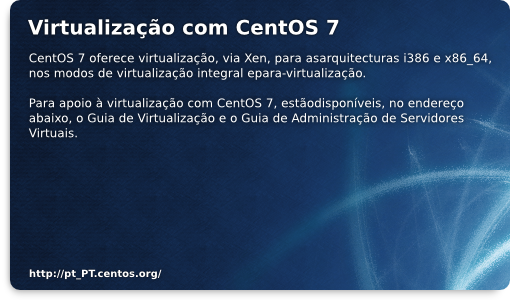 Virtualização com CentOS 7
CentOS 7 oferece virtualização, via Xen, para asarquitecturas i386 e x86_64,
nos modos de virtualização integral epara-virtualização.
Para apoio à virtualização com CentOS 7, estãodisponíveis, no endereço
abaixo, o Guia de Virtualização e o Guia de Administração de Servidores
Virtuais.
http://pt_PT.centos.org/